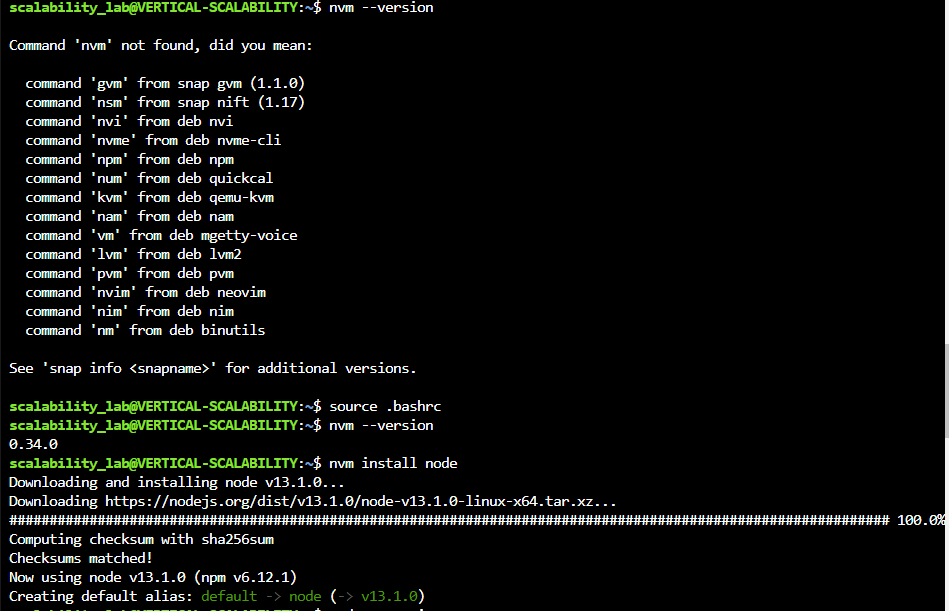 scalability_lab@VERTICAL-SCALABILITY:~$ nvm --version
Command 'nvm' not found, did you mean:
command 'gvm' from snap gvm (1.1.0)
command 'nsm' from snap nift (1.17)
command 'nvi' from deb nvi
command 'nvme' from deb nvme-cli
command 'npm' from deb npm
command 'num' from deb quickcal
command 'kvm' from deb qemu-kvm
command 'nam' from deb nam
command 'vm' from deb mgetty-voice
command 'lvm' from deb lvm2
command 'pvm' from deb pvm
command 'nvim' from deb neovim
command 'nim' from deb nim
command 'nm' from deb binutils
See 'snap info <snapname>' for additional versions.
scalability_lab@VERTICAL-SCALABILITY:~$ source .bashrc
scalability_lab@VERTICAL-SCALABILITY:~$ nvm --version
0.34.0
scalability_lab@VERTICAL-SCALABILITY:~$ nvm install node
Downloading and installing node v13.1.0...
Downloading https://nodejs.org/dist/v13.1.0/node-v13.1.0-linux-x64.tar.xz...
############################################################################################################## 100.0%
Computing checksum with sha256sum
Checksums matched!
Now using node v13.1.0 (npm v6.12.1)
Creating default alias: default -> node (-> v13.1.0)